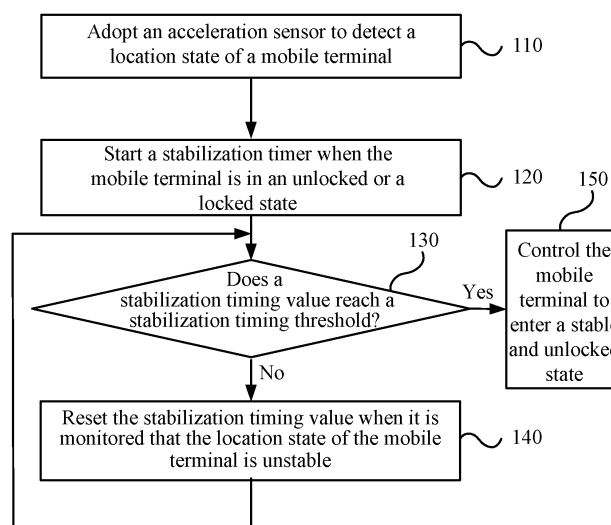 Adopt an acceleration sensor to detect a
location state of a mobile terminal
110
Start a stabilization timer when the
mobile terminal is in an unlocked or a
locked state
120
150
130
Does a
stabilization timing value reach a
stabilization timing threshold?
Yes
Control the
mobile
terminal to
enter a stable
and unlocked
state
No
Reset the stabilization timing value when it is
monitored that the location state of the mobile
terminal is unstable
140